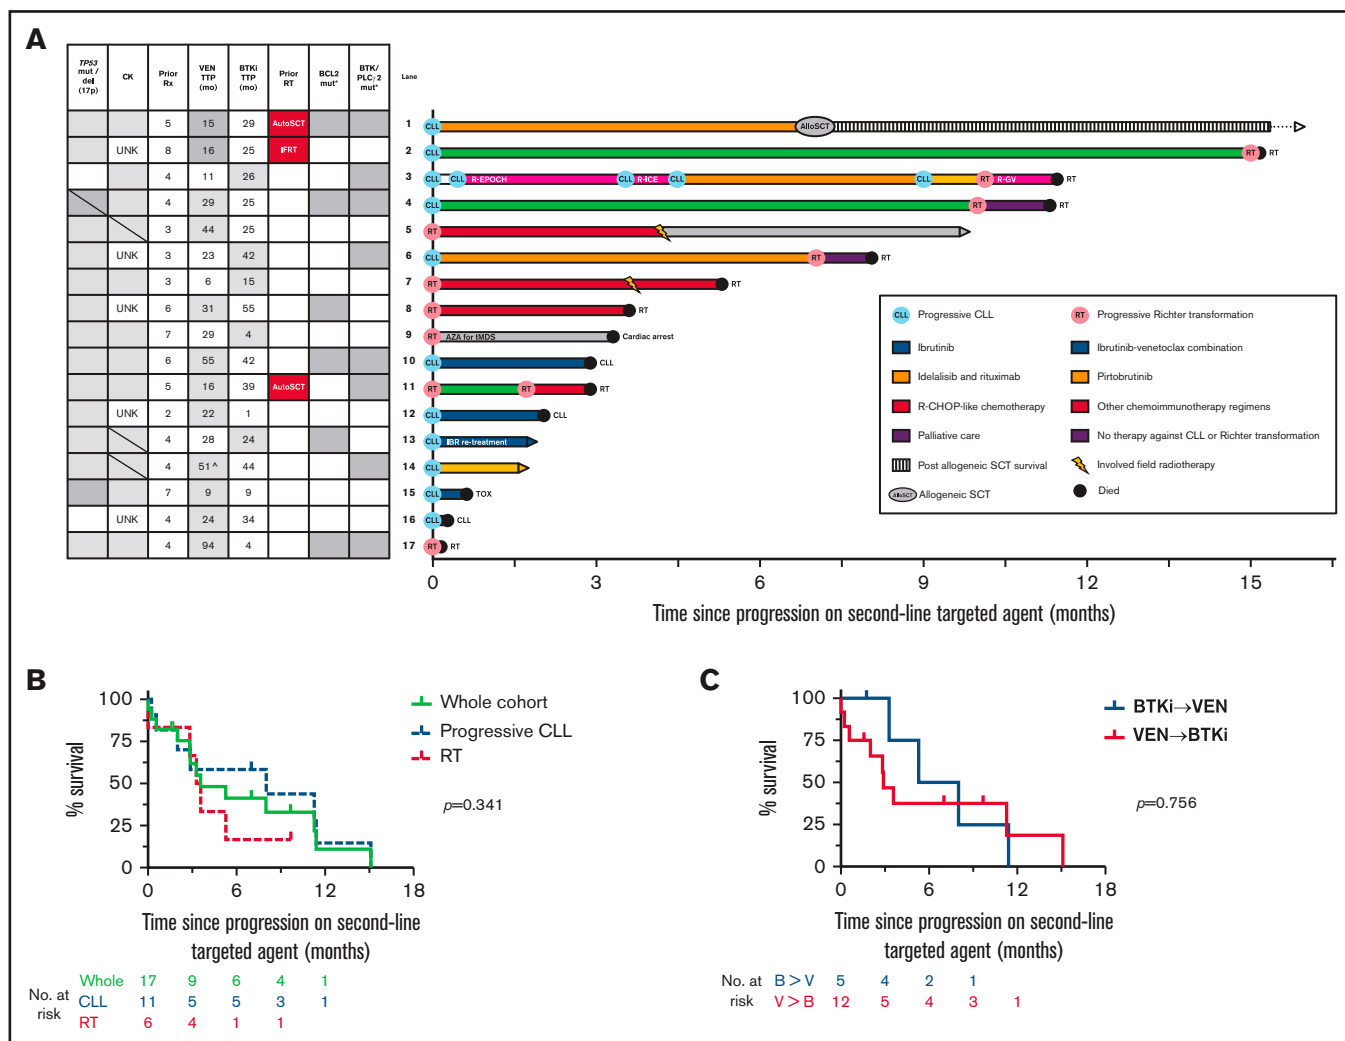 A
TP53 mut / del (17p) CK Prior Rx VEN TTP (mo) BTKi TTP (mo) Prior RT BCL2 mut* BTK/ PLCγ2 mut* Lane
5 15 29 AutoSCT 1 CLL AlloSCT
UNK 8 16 25 IFRT 2 CLL RT RT
4 11 26 3 CLL CLL R-EPOCH CLL R-ICE CLL CLL RT R-GV RT
4 29 25 4 CLL RT RT
3 44 25 5 RT
UNK 3 23 42 6 CLL RT RT
3 6 15 7 RT RT
UNK 6 31 55 8 RT RT
7 29 4 9 RT AZA for tMDS Cardiac arrest
6 55 42 10 CLL CLL
5 16 39 AutoSCT 11 RT RT RT
UNK 2 22 1 12 CLL CLL
4 28 24 13 CLL IBR re-treatment
4 51^ 44 14 CLL
7 9 9 15 CLL TOX
UNK 4 24 34 16 CLL CLL
4 94 4 17 RT RT
CLL Progressive CLL RT Progressive Richter transformation
Ibrutinib Ibrutinib-venetoclax combination
Idelalisib and rituximab Pirtobrutinib
R-CHOP-like chemotherapy Other chemoimmunotherapy regimens
Palliative care No therapy against CLL or Richter transformation
Post allogeneic SCT survival Involved field radiotherapy
AlloSCT Allogeneic SCT Died
0 3 6 9 12 15
Time since progression on second-line targeted agent (months)
B
100
75
50
25
0
% survival
Whole cohort
Progressive CLL
RT
p=0.341
0 6 12 18
Time since progression on second-line
targeted agent (months)
No. at risk
Whole 17 9 6 4 1
CLL 11 5 5 3 1
RT 6 4 1 1
C
100
75
50
25
0
% survival
BTKi→VEN
VEN→BTKi
p=0.756
0 6 12 18
Time since progression on second-line
targeted agent (months)
No. at risk
B > V 5 4 2 1
V > B 12 5 4 3 1